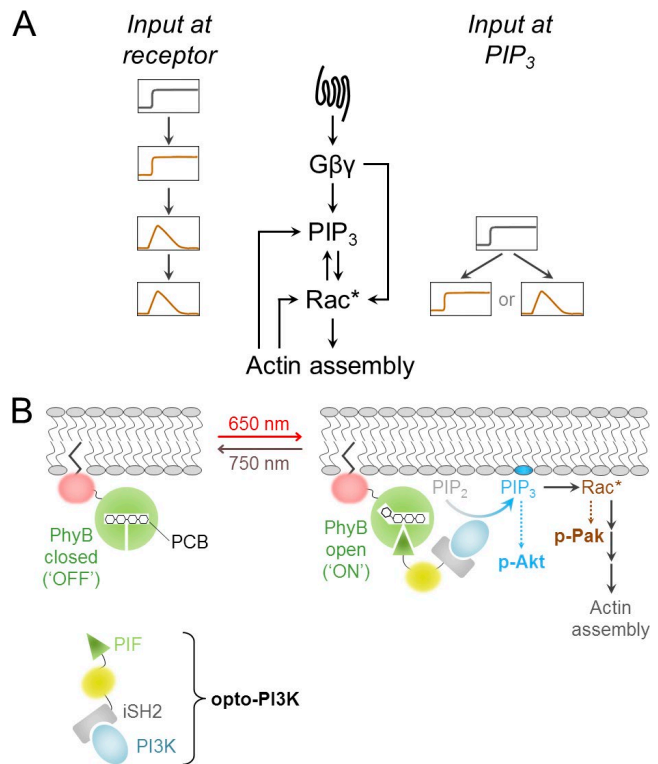 A
Input at
receptor
Input at
PIP₃
Gβγ
PIP₃
Rac*
or
Actin assembly
B
650 nm
750 nm
PIP₂
PIP₃
Rac*
PhyB
closed
('OFF')
PCB
PhyB
open
('ON')
p-Akt
p-Pak
Actin
assembly
PIF
iSH2
PI3K
opto-PI3K